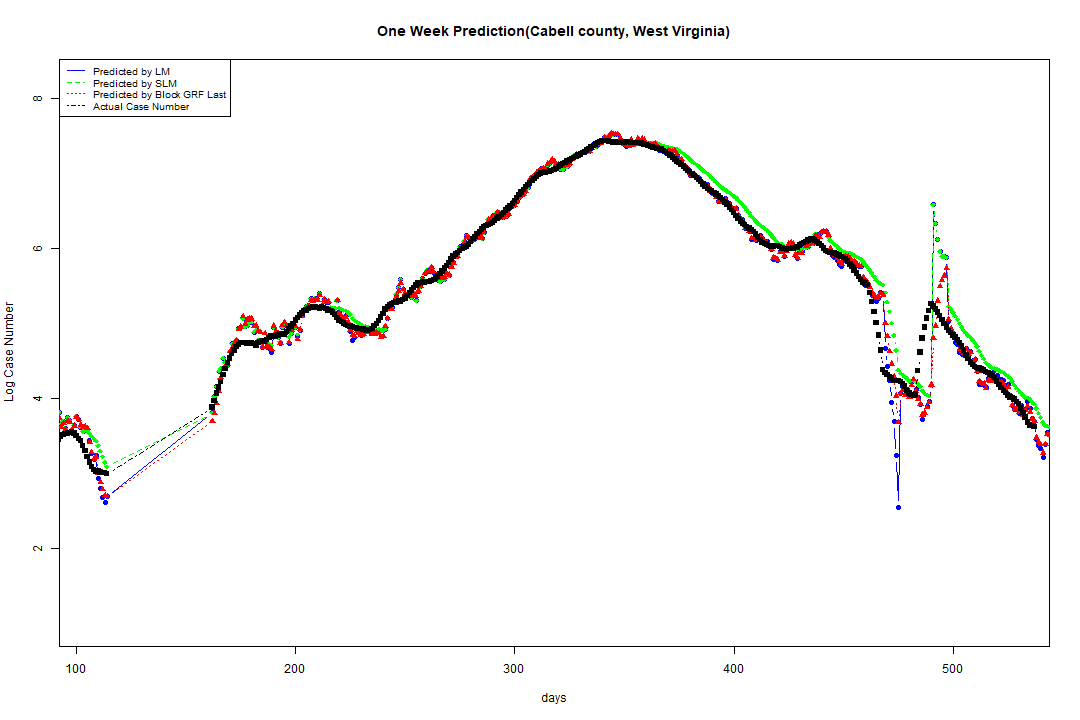 One Week Prediction(Cabell county, West Virginia)
Predicted by LM
Predicted by SLM
Predicted by Block GRF Last
Actual Case Number
8
6
4
2
Log Case Number
100 200 300 400 500
days